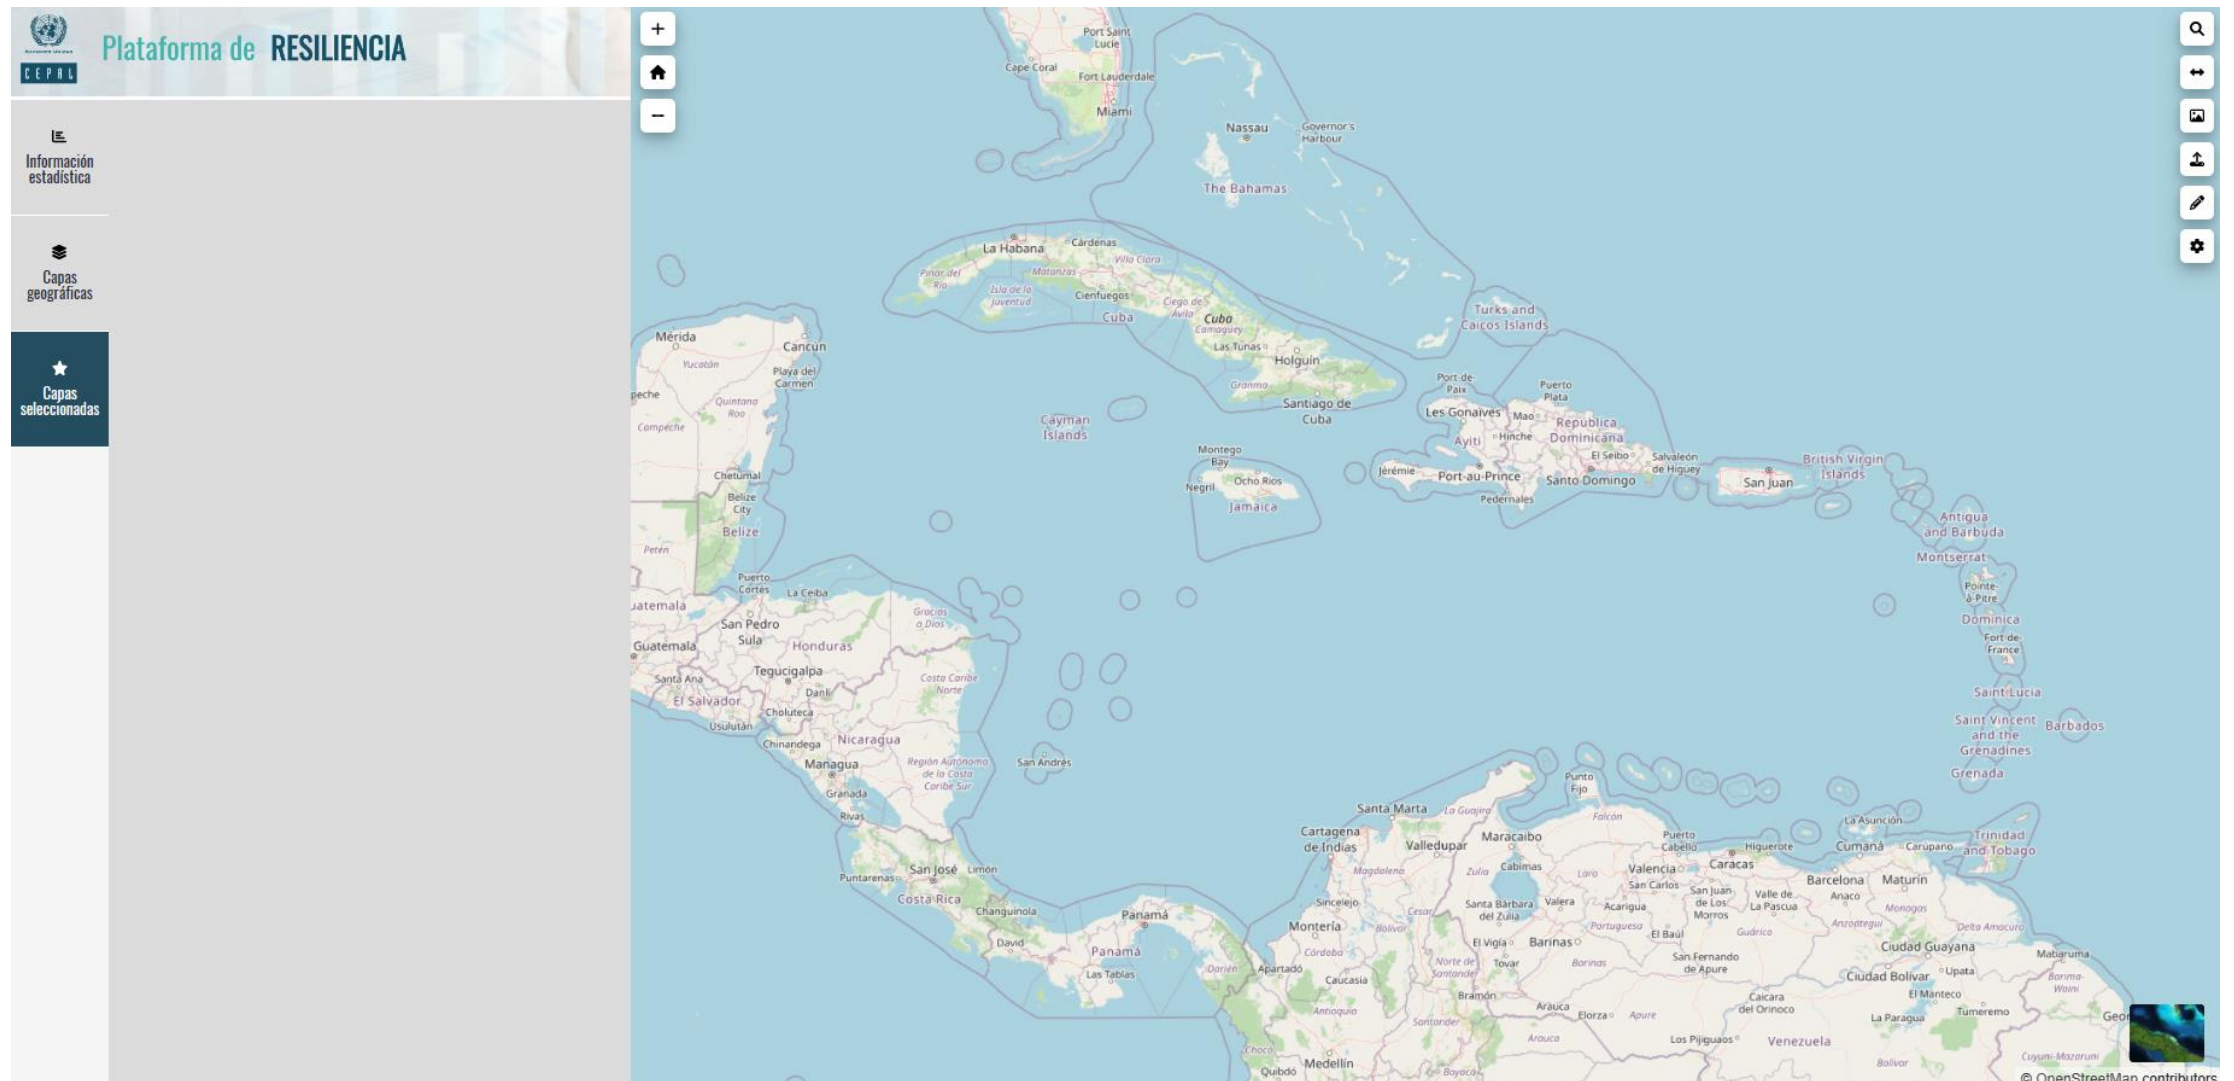 CEPAL
Plataforma de RESILIENCIA
Información
estadística
Capas
geográficas
Capas
seleccionadas
Port Saint
Lucie
Cape Coral
Fort Lauderdale
Miami
Nassau
Governor's
Harbour
The Bahamas
La Habana
Cárdenas
Villa Clara
Pinar del
Río
Matanzas
Isla de la
Juventud
Cienfuegos
Ciego de
Ávila
Cuba
Cuba
Camagüey
Las Tunas
Holguín
Granma
Santiago de
Cuba
Turks and
Caicos Islands
Mérida
Cancún
Yucatán
Playa del
Carmen
peche
Quintana
Roo
Campeche
Cayman
Islands
Port-de-
Paix
Puerto
Plata
Les Gonaïves
Mao
República
Dominicana
Ayiti
Hinche
El Seibo
Salvaleón
de Higuey
Jérémie
Port-au-Prince
Santo Domingo
Pedernales
San Juan
British Virgin
Islands
Montego
Bay
Negril
Ocho Rios
Jamaica
Chetumal
Belize
City
Belize
Petén
Antigua
and Barbuda
Montserrat
Pointe-
à-Pitre
Dominica
Fort-de-
France
Saint Lucia
Saint Vincent
and the
Grenadines
Barbados
Grenada
Puerto
Cortés
La Ceiba
uatemala
Gracias
a Dios
San Pedro
Sula
Guatemala
Honduras
Tegucigalpa
Santa Ana
Danlí
Costa Caribe
Norte
El Salvador
Choluteca
Usulután
Chinandega
Nicaragua
Managua
Región Autónoma
de la Costa
Caribe Sur
San Andrés
Granada
Rivas
Punto
Fijo
Santa Marta
La Guajira
Falcón
La Asunción
Cartagena
de Indias
Valledupar
Maracaibo
Puerto
Cabello
Higuerote
Cumaná
Carúpano
Trinidad
and Tobago
San José
Limón
Puntarenas
Costa Rica
Magdalena
Zulia
Cabimas
Lara
Valencia
Caracas
Barcelona
Maturín
San Carlos
San Juan
de Los
Morros
Valle de
La Pascua
Anaco
Changuinola
Panamá
Sincelejo
Cesar
Santa Bárbara
del Zulia
Valera
Acarigua
Monagas
Montería
Bolívar
Portuguesa
El Baúl
Guárico
Anzoátegui
Delta Amacuro
David
Panamá
Córdoba
El Vigía
Barinas
Ciudad Guayana
Las Tablas
Darién
Apartadó
Caucasia
Norte de
Santander
Tovar
Barinas
San Fernando
de Apure
Ciudad Bolívar
Upata
Mabaruma
Barima-
Waini
Bramón
Arauca
Elorza
Apure
Caicara
del Orinoco
El Manteco
La Paragua
Tumeremo
Geor
Antioquia
Santander
Arauca
Los Pijiguaos
Venezuela
Chocó
Medellín
Quibdó
Boyacá
Bolívar
Cuyuni-Mazaruni
© OpenStreetMap contributors